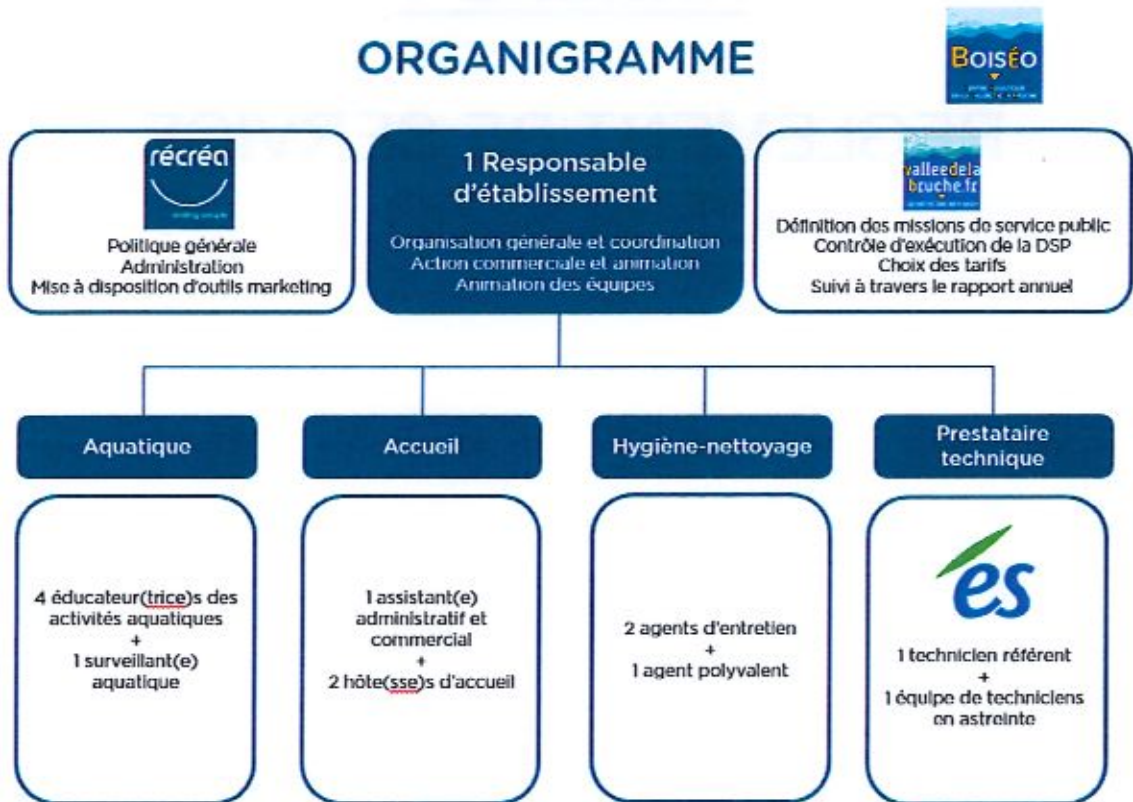 ORGANIGRAMME
BOISÉO
récréa
Politique générale
Administration
Mise à disposition d'outils marketing
1 Responsable
d'établissement
Organisation générale et coordination
Action commerciale et animation
Animation des équipes
valleedela
bruche.fr
Définition des missions de service public
Contrôle d'exécution de la DSP
Choix des tarifs
Suivi à travers le rapport annuel
Aquatique
Accueil
Hygiène-nettoyage
Prestataire
technique
4 éducateur(trice)s des
activités aquatiques
+
1 surveillant(e)
aquatique
1 assistant(e)
administratif et
commercial
+
2 hôte(sse)s d'accueil
2 agents d'entretien
+
1 agent polyvalent
és
1 technicien référent
+
1 équipe de techniciens
en astreinte